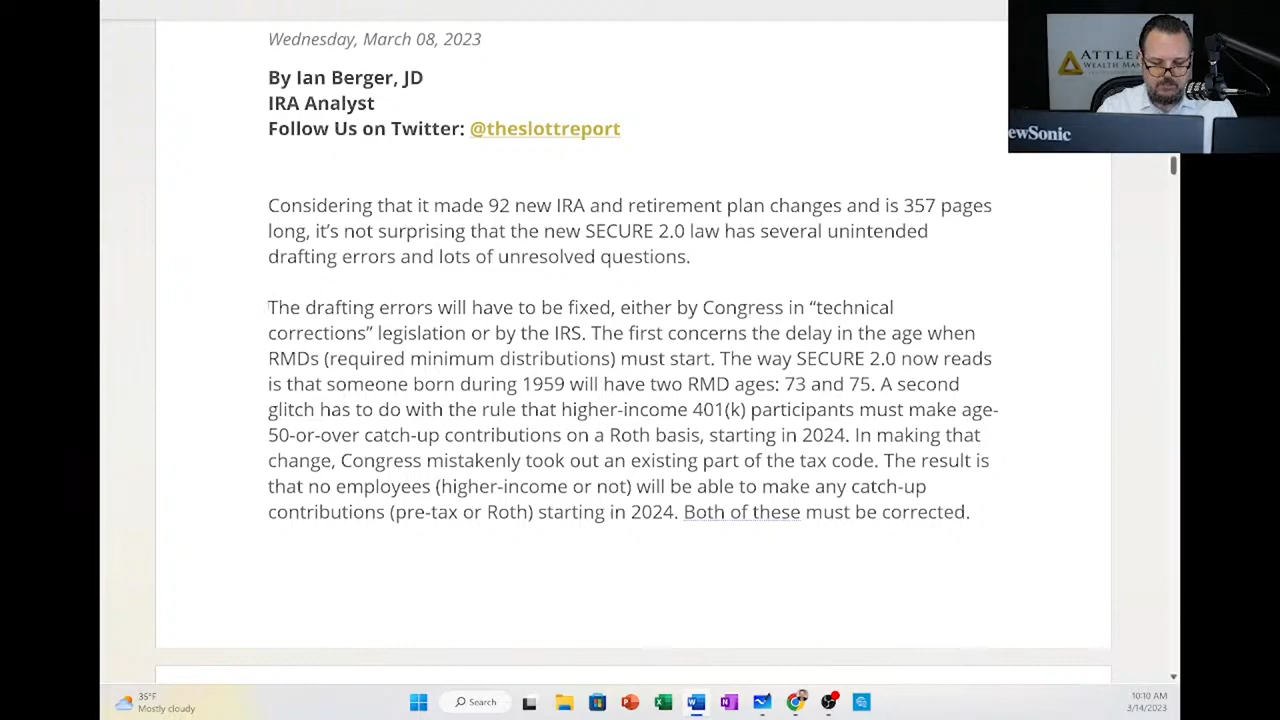 Wednesday, March 08, 2023
By Ian Berger, JD
IRA Analyst
Follow Us on Twitter: @theslottreport
Considering that it made 92 new IRA and retirement plan changes and is 357 pages
long, it’s not surprising that the new SECURE 2.0 law has several unintended
drafting errors and lots of unresolved questions.
The drafting errors will have to be fixed, either by Congress in “technical
corrections” legislation or by the IRS. The first concerns the delay in the age when
RMDs (required minimum distributions) must start. The way SECURE 2.0 now reads
is that someone born during 1959 will have two RMD ages: 73 and 75. A second
glitch has to do with the rule that higher-income 401(k) participants must make age-
50-or-over catch-up contributions on a Roth basis, starting in 2024. In making that
change, Congress mistakenly took out an existing part of the tax code. The result is
that no employees (higher-income or not) will be able to make any catch-up
contributions (pre-tax or Roth) starting in 2024. Both of these must be corrected.
ATTLE
WEALTH MA
ewSonic
35°F
Mostly cloudy
Search
10:10 AM
3/14/2023